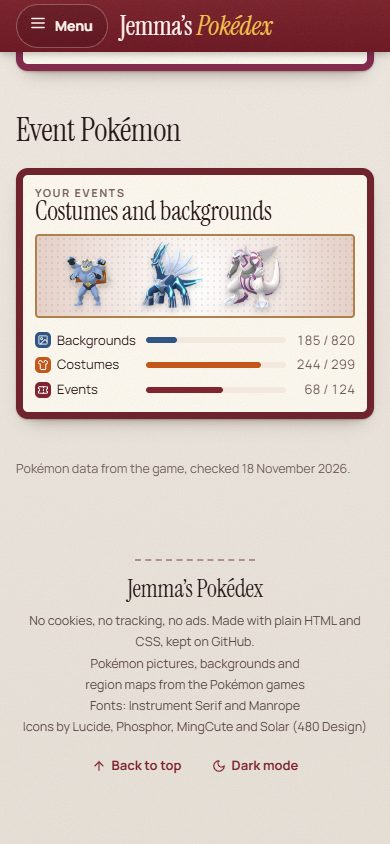 Menu
Jemma's Pokédex
Event Pokémon
YOUR EVENTS
Costumes and backgrounds
Backgrounds 185 / 820
Costumes 244 / 299
Events 68 / 124
Pokémon data from the game, checked 18 November 2026.
Jemma's Pokédex
No cookies, no tracking, no ads. Made with plain HTML and
CSS, kept on GitHub.
Pokémon pictures, backgrounds and
region maps from the Pokémon games
Fonts: Instrument Serif and Manrope
Icons by Lucide, Phosphor, MingCute and Solar (480 Design)
Back to top
Dark mode